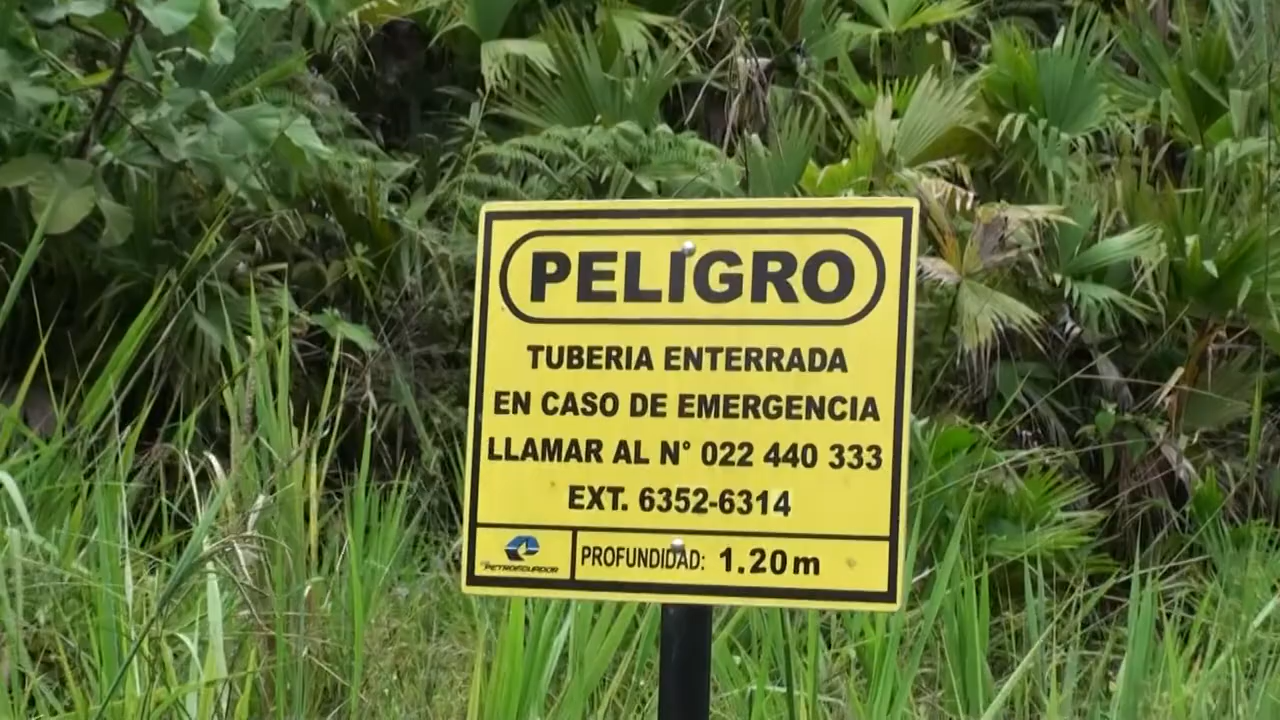 PELIGRO
TUBERIA ENTERRADA
EN CASO DE EMERGENCIA
LLAMAR AL N° 022 440 333
EXT. 6352-6314
PETROECUADOR
PROFUNDIDAD: 1.20 m